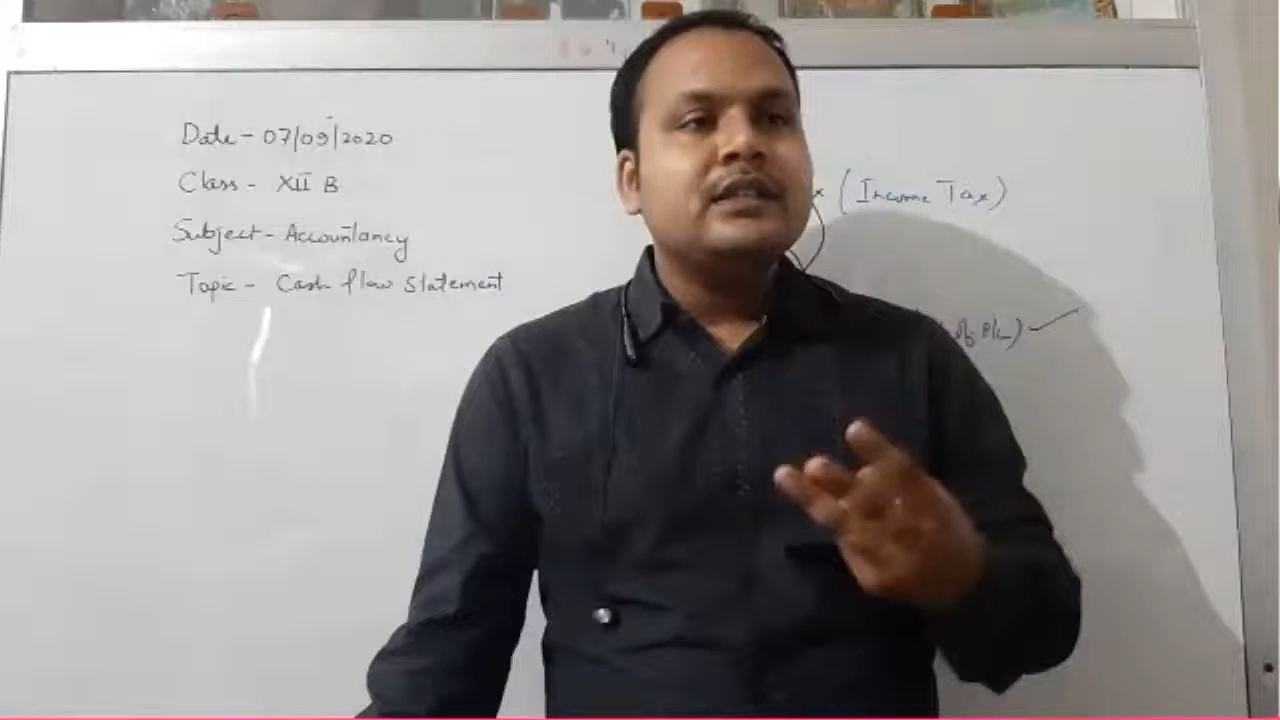 Date - 07/09/2020
Class - XII B
Subject - Accountancy
Topic - Cash flow statement
(Income Tax)